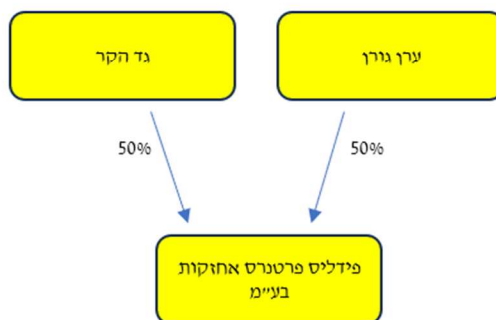 ערן גורן
גד הקר
50%
50%
פידליס פרטנרס אחזקות
בע"מ